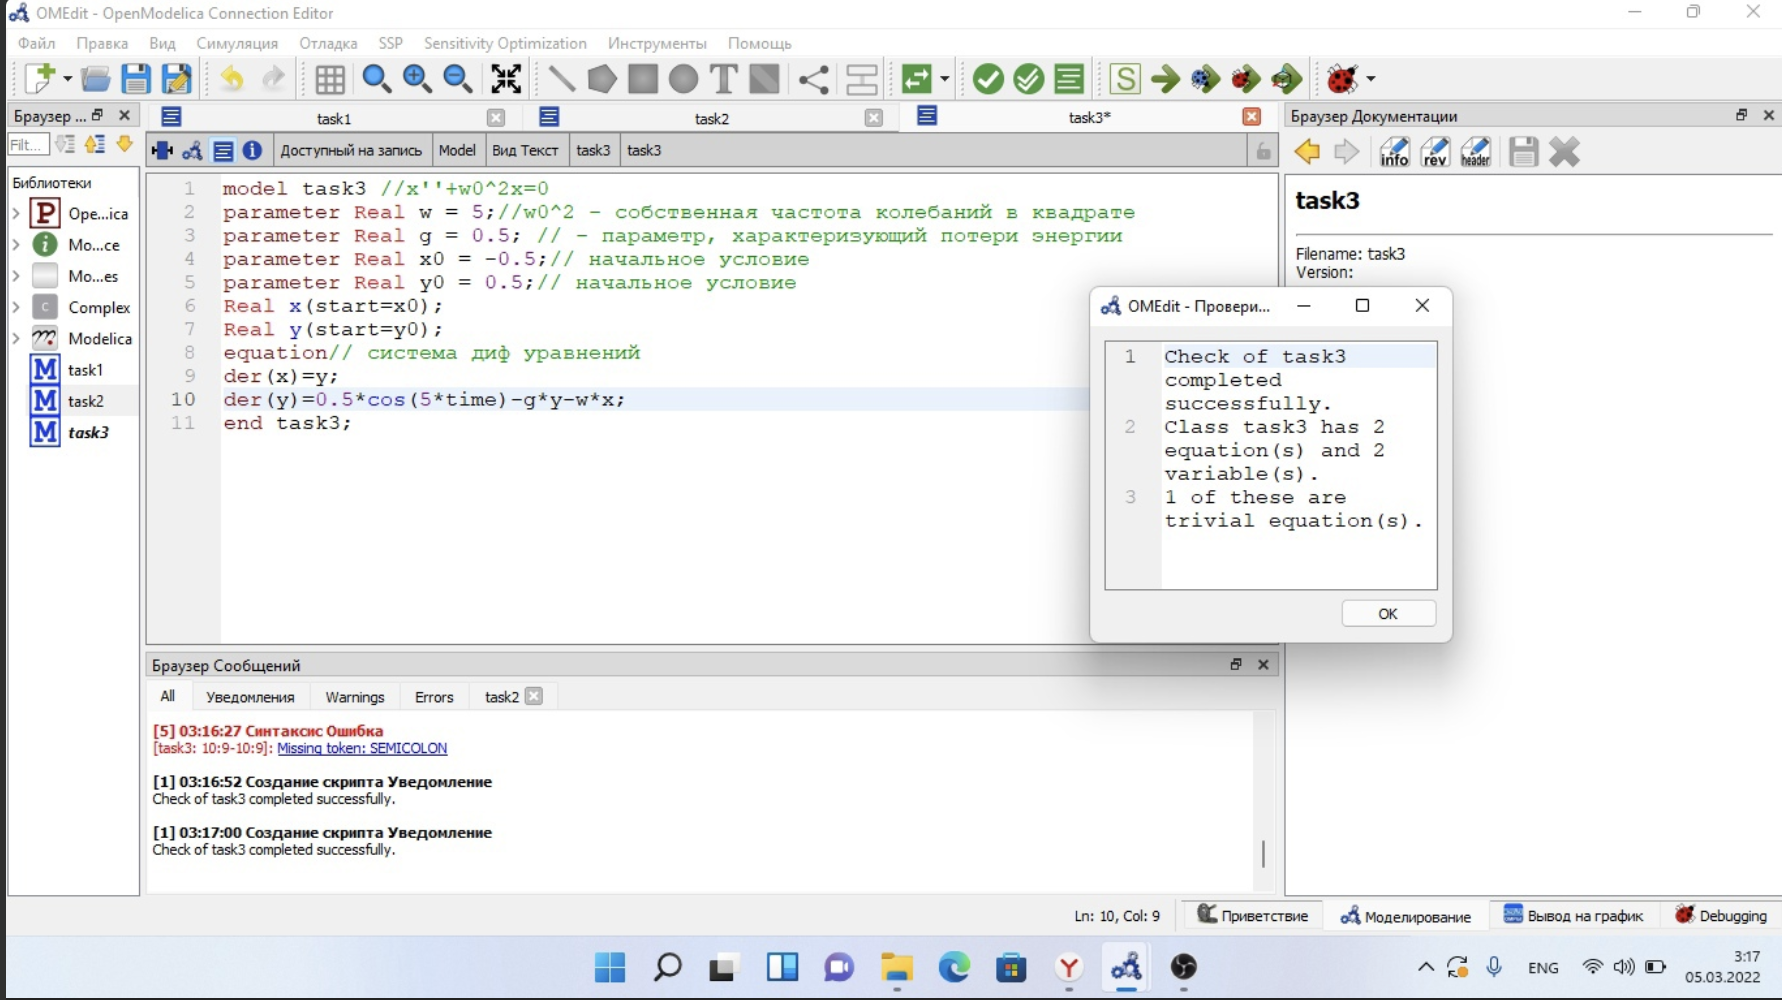 OMEdit - OpenModelica Connection Editor
Файл Правка Вид Симуляция Отладка SSP Sensitivity Optimization Инструменты Помощь
Браузер ...
task1
task2
task3*
Браузер Документации
Filt...
Доступный на запись
Model
Вид Текст
task3
task3
info
rev
header
Библиотеки
P Ope...ica
i Mo...ce
Mo...es
C Complex
Modelica
M task1
M task2
M task3
1 model task3 //x''+w0^2x=0
2 parameter Real w = 5;//w0^2 - собственная частота колебаний в квадрате
3 parameter Real g = 0.5; // - параметр, характеризующий потери энергии
4 parameter Real x0 = -0.5;// начальное условие
5 parameter Real y0 = 0.5;// начальное условие
6 Real x(start=x0);
7 Real y(start=y0);
8 equation// система диф уравнений
9 der(x)=y;
10 der(y)=0.5*cos(5*time)-g*y-w*x;
11 end task3;
task3
Filename: task3
Version:
OMEdit - Провери...
1 Check of task3
completed
successfully.
2 Class task3 has 2
equation(s) and 2
variable(s).
3 1 of these are
trivial equation(s).
OK
Браузер Сообщений
All Уведомления Warnings Errors task2
[5] 03:16:27 Синтаксис Ошибка
[task3: 10:9-10:9]: Missing token: SEMICOLON
[1] 03:16:52 Создание скрипта Уведомление
Check of task3 completed successfully.
[1] 03:17:00 Создание скрипта Уведомление
Check of task3 completed successfully.
Ln: 10, Col: 9
Приветствие
Моделирование
Вывод на график
Debugging
ENG
3:17
05.03.2022